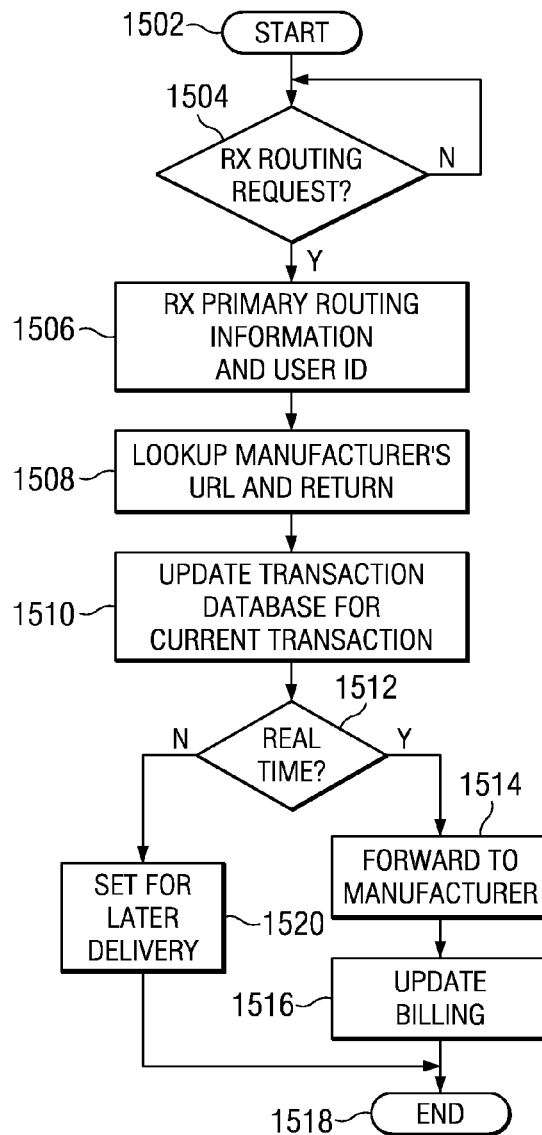 1502
START
1504
RX ROUTING
REQUEST?
N
Y
1506
RX PRIMARY ROUTING
INFORMATION
AND USER ID
1508
LOOKUP MANUFACTURER'S
URL AND RETURN
1510
UPDATE TRANSACTION
DATABASE FOR
CURRENT TRANSACTION
1512
N
REAL
TIME?
Y
1514
FORWARD TO
MANUFACTURER
SET FOR
LATER
DELIVERY
1520
1516
UPDATE
BILLING
1518
END